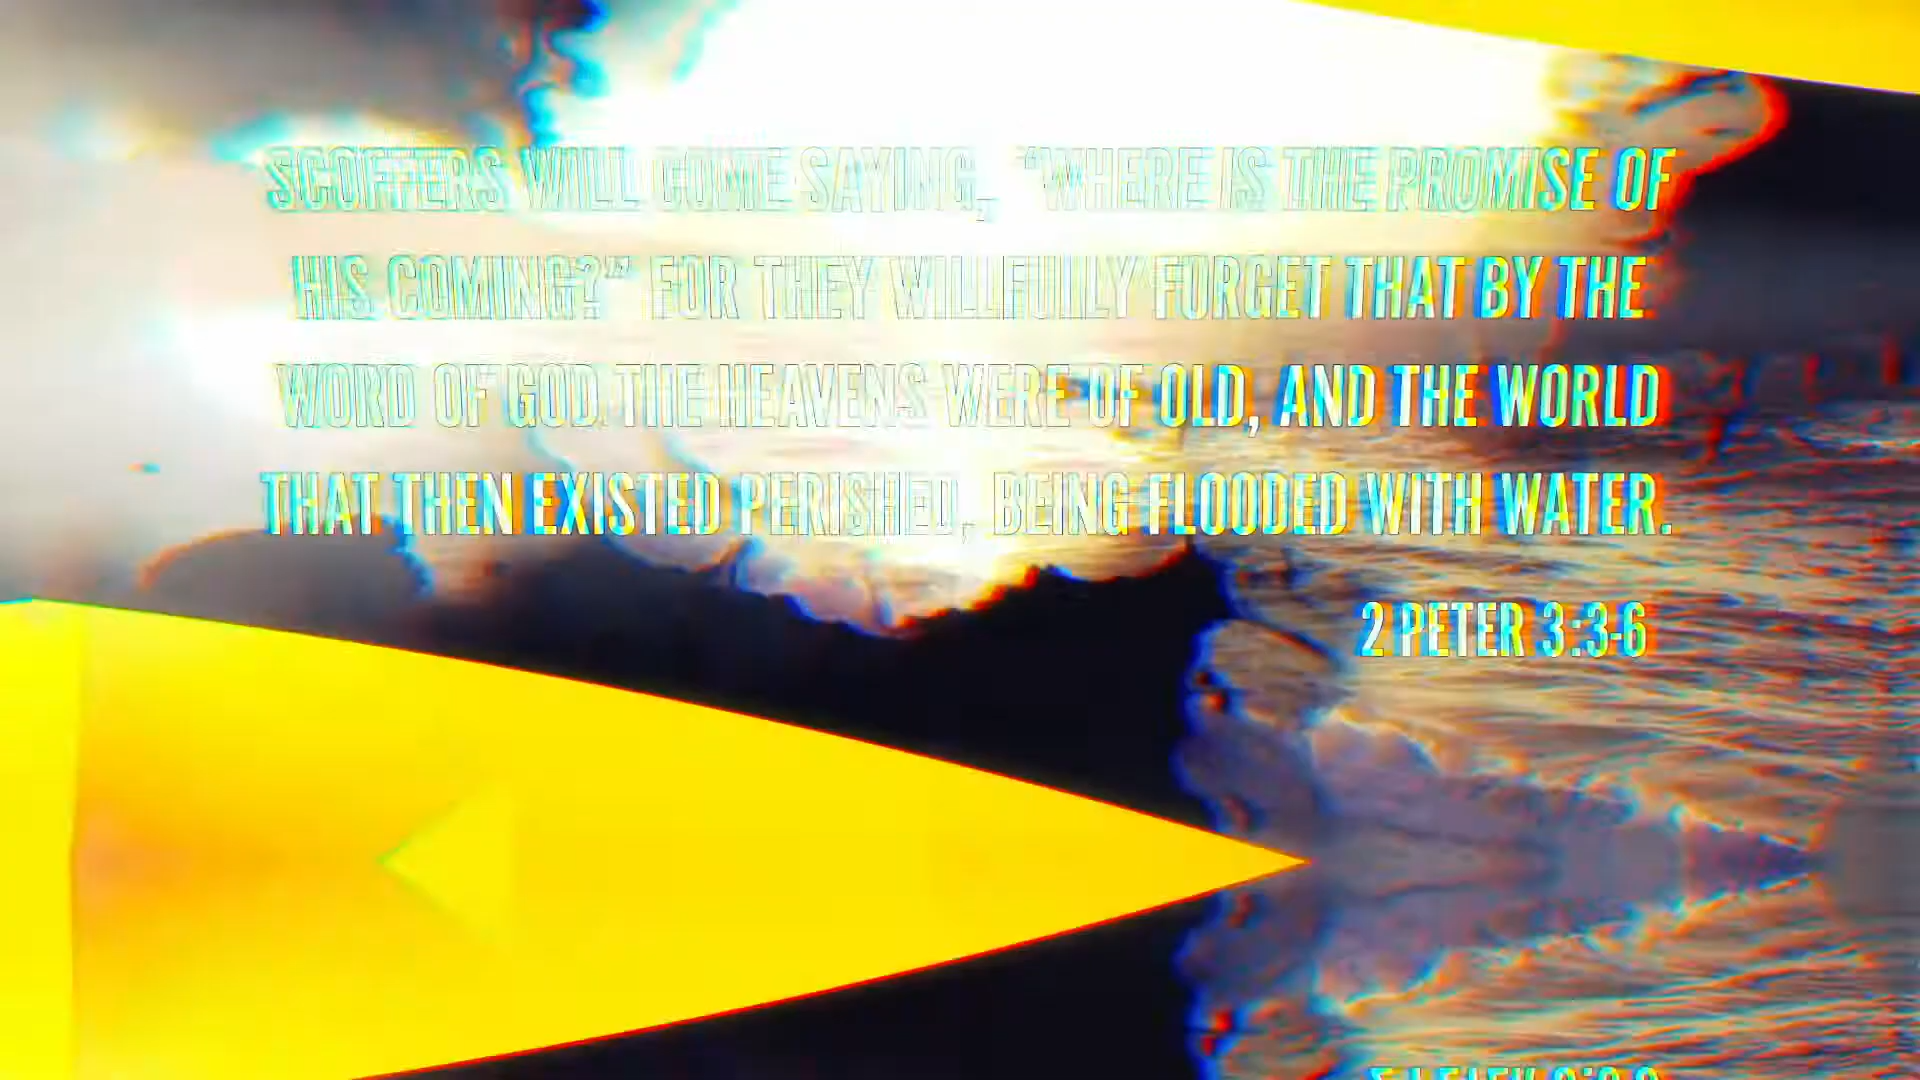 SCOFFERS WILL COME SAYING, "WHERE IS THE PROMISE OF
HIS COMING?" FOR THEY WILLFULLY FORGET THAT BY THE
WORD OF GOD THE HEAVENS WERE OF OLD, AND THE WORLD
THAT THEN EXISTED PERISHED, BEING FLOODED WITH WATER.
2 PETER 3:3-6